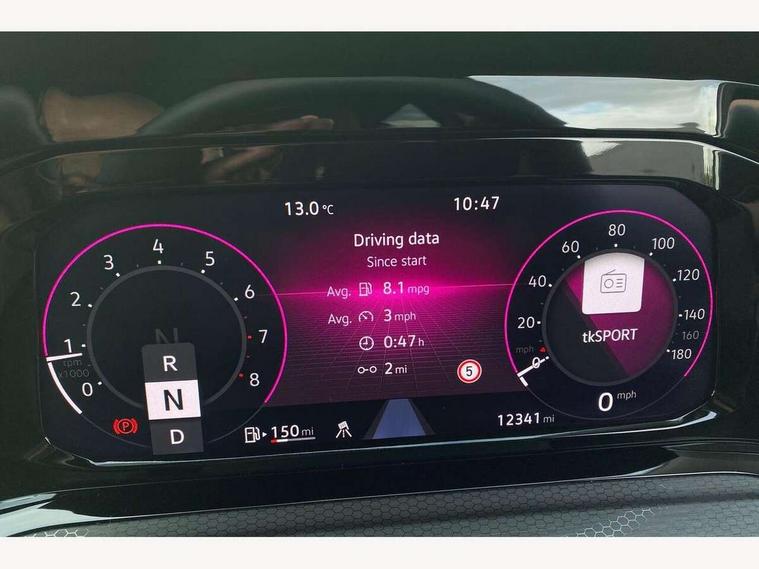 13.0 °C
10:47
Driving data
Since start
Avg. 8.1 mpg
Avg. 3 mph
0:47 h
2 mi
5
0
1
2
3
4
5
6
7
8
rpm
x1000
N
R
N
D
P
150 mi
12341 mi
0
20
40
60
80
100
120
140
160
180
mph
tkSPORT
0 mph